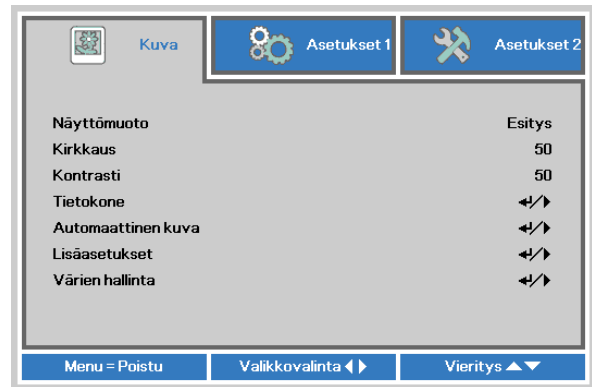 Kuva Asetukset 1 Asetukset 2
Näyttömuoto Esitys
Kirkkaus 50
Kontrasti 50
Tietokone ↵/▶
Automaattinen kuva ↵/▶
Lisäasetukset ↵/▶
Värien hallinta ↵/▶
Menu = Poistu Valikkovalinta ◀ ▶ Vieritys ▲▼